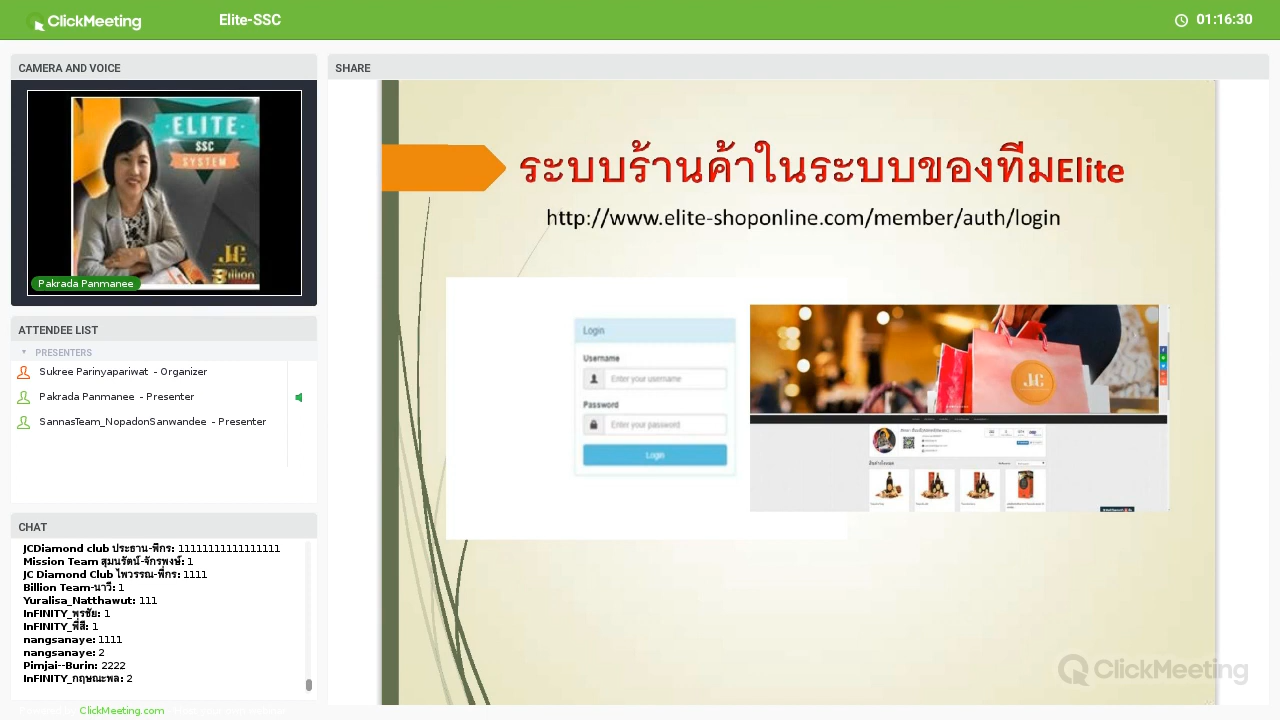 ClickMeeting
Elite-SSC
01:16:30
CAMERA AND VOICE
ELITE
SSC
SYSTEM
JC
Billion
Pakrada Panmanee
ATTENDEE LIST
PRESENTERS
Sukree Parinyapariwat - Organizer
Pakrada Panmanee - Presenter
SannasTeam_NopadonSanwandee - Presenter
CHAT
JCDiamond club ประธาน-พีกร: 11111111111111111
Mission Team สุมนรัตน์-จักรพงษ์: 1
JC Diamond Club ไพวรรณ-พี่กร: 1111
Billion Team-นาวี: 1
Yuralisa_Natthawut: 111
InFINITY_พรชัย: 1
InFINITY_พี่สี: 1
nangsanaye: 1111
nangsanaye: 2
Pimjai--Burin: 2222
InFINITY_กฤษณะพล: 2
ClickMeeting.com
SHARE
ระบบร้านค้าในระบบของทีมElite
http://www.elite-shoponline.com/member/auth/login
Login
Username
Enter your username
Password
Enter your password
Login
JC
ClickMeeting